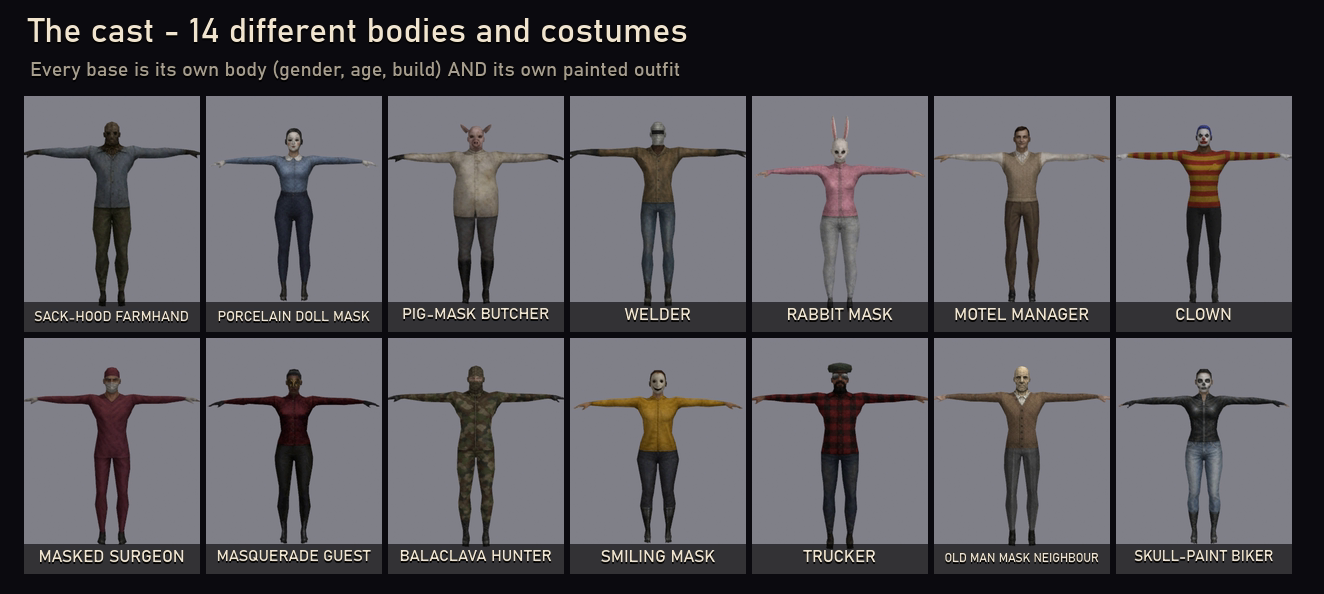 The cast - 14 different bodies and costumes
Every base is its own body (gender, age, build) AND its own painted outfit
SACK-HOOD FARMHAND
PORCELAIN DOLL MASK
PIG-MASK BUTCHER
WELDER
RABBIT MASK
MOTEL MANAGER
CLOWN
MASKED SURGEON
MASQUERADE GUEST
BALACLAVA HUNTER
SMILING MASK
TRUCKER
OLD MAN MASK NEIGHBOUR
SKULL-PAINT BIKER